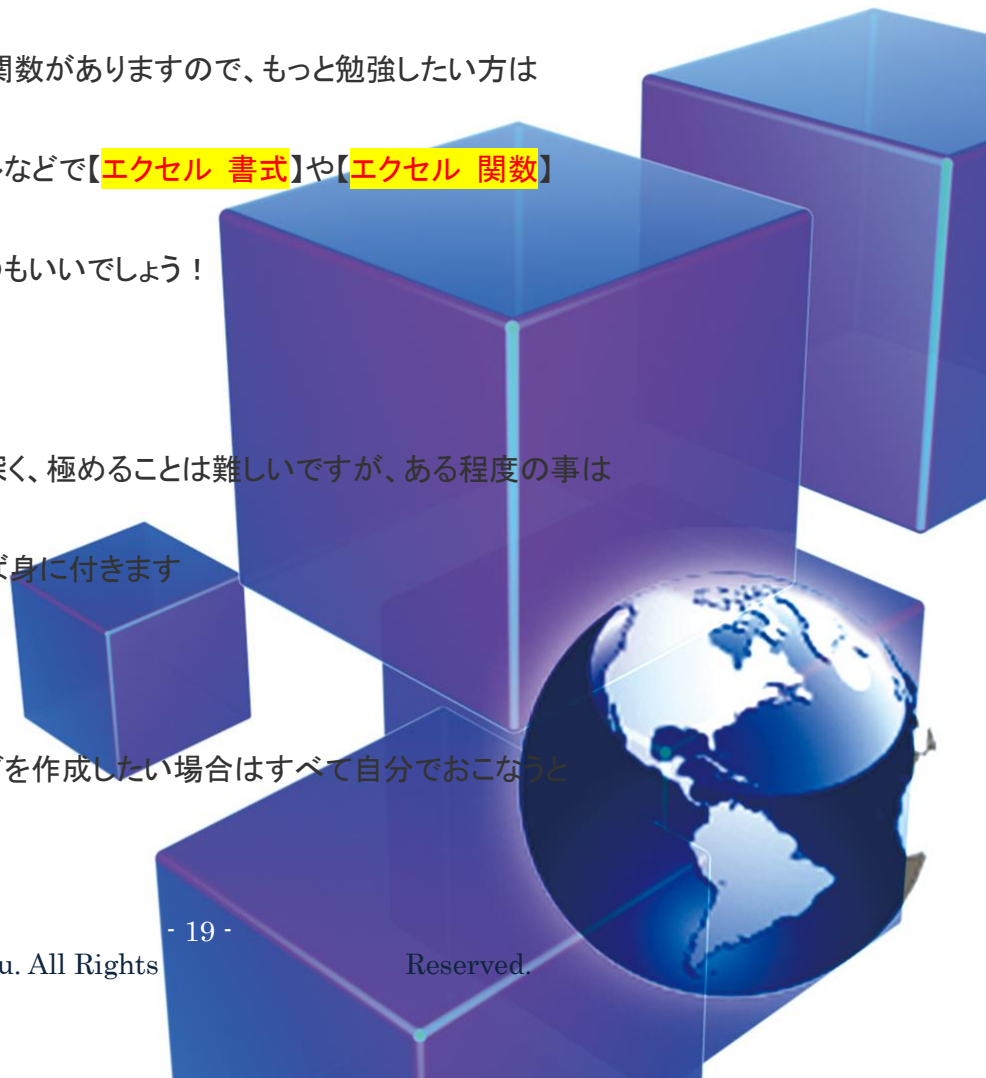 関数がありますので、もっと勉強したい方は
などで【エクセル 書式】や【エクセル 関数】
もいいでしょう！
深く、極めることは難しいですが、ある程度の事は
ば身に付きます
を作成したい場合はすべて自分でおこなうと
- 19 -
u. All Rights Reserved.